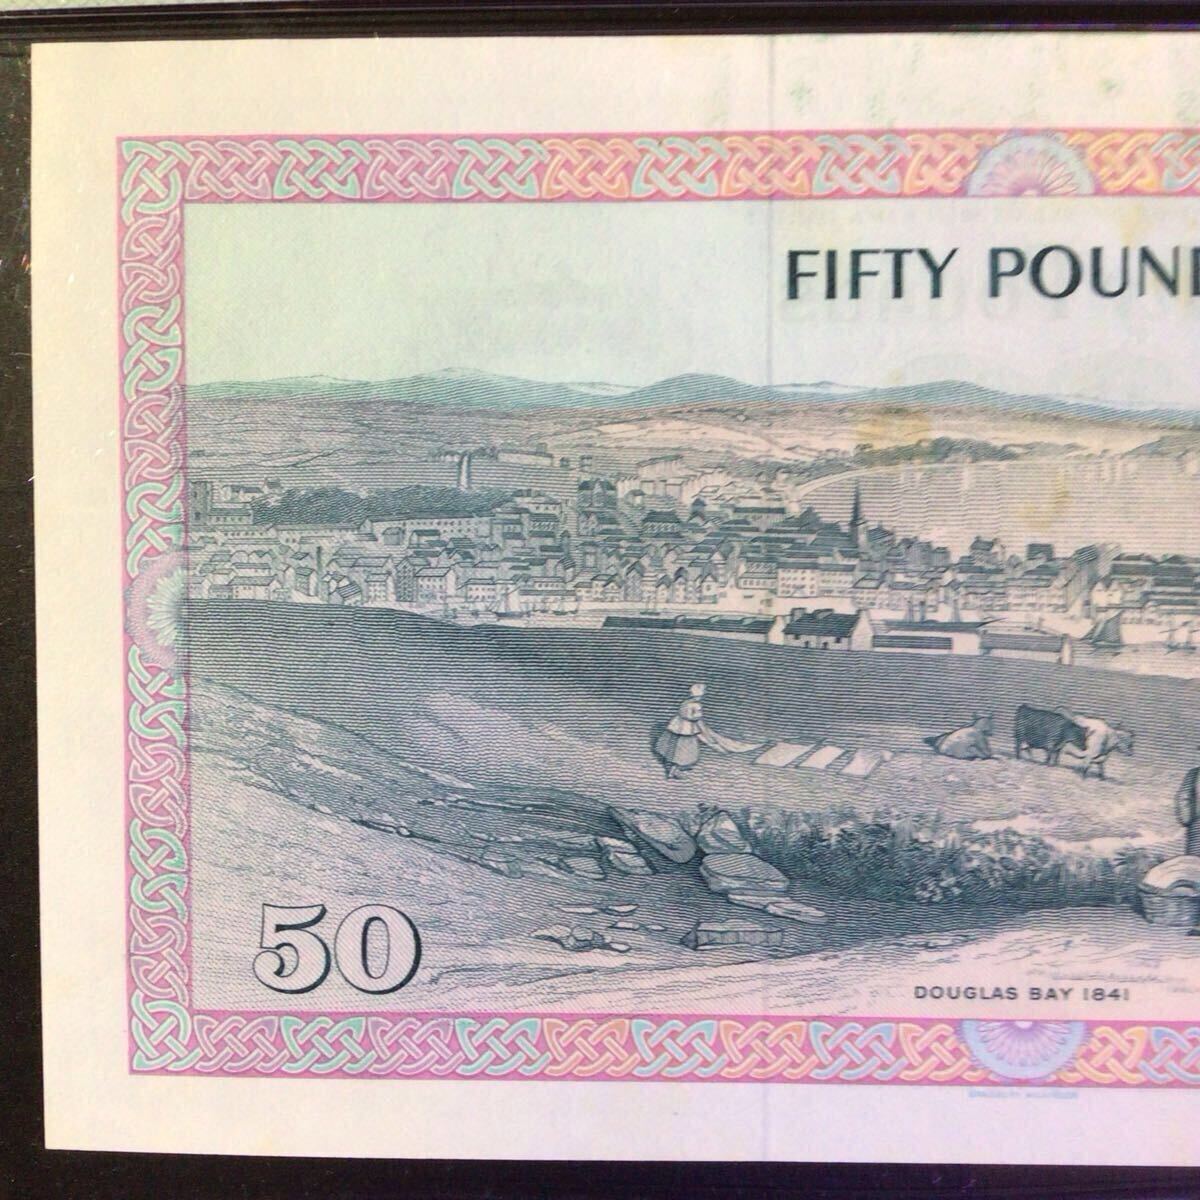 FIFTY POUN
50
DOUGLAS BAY 1841